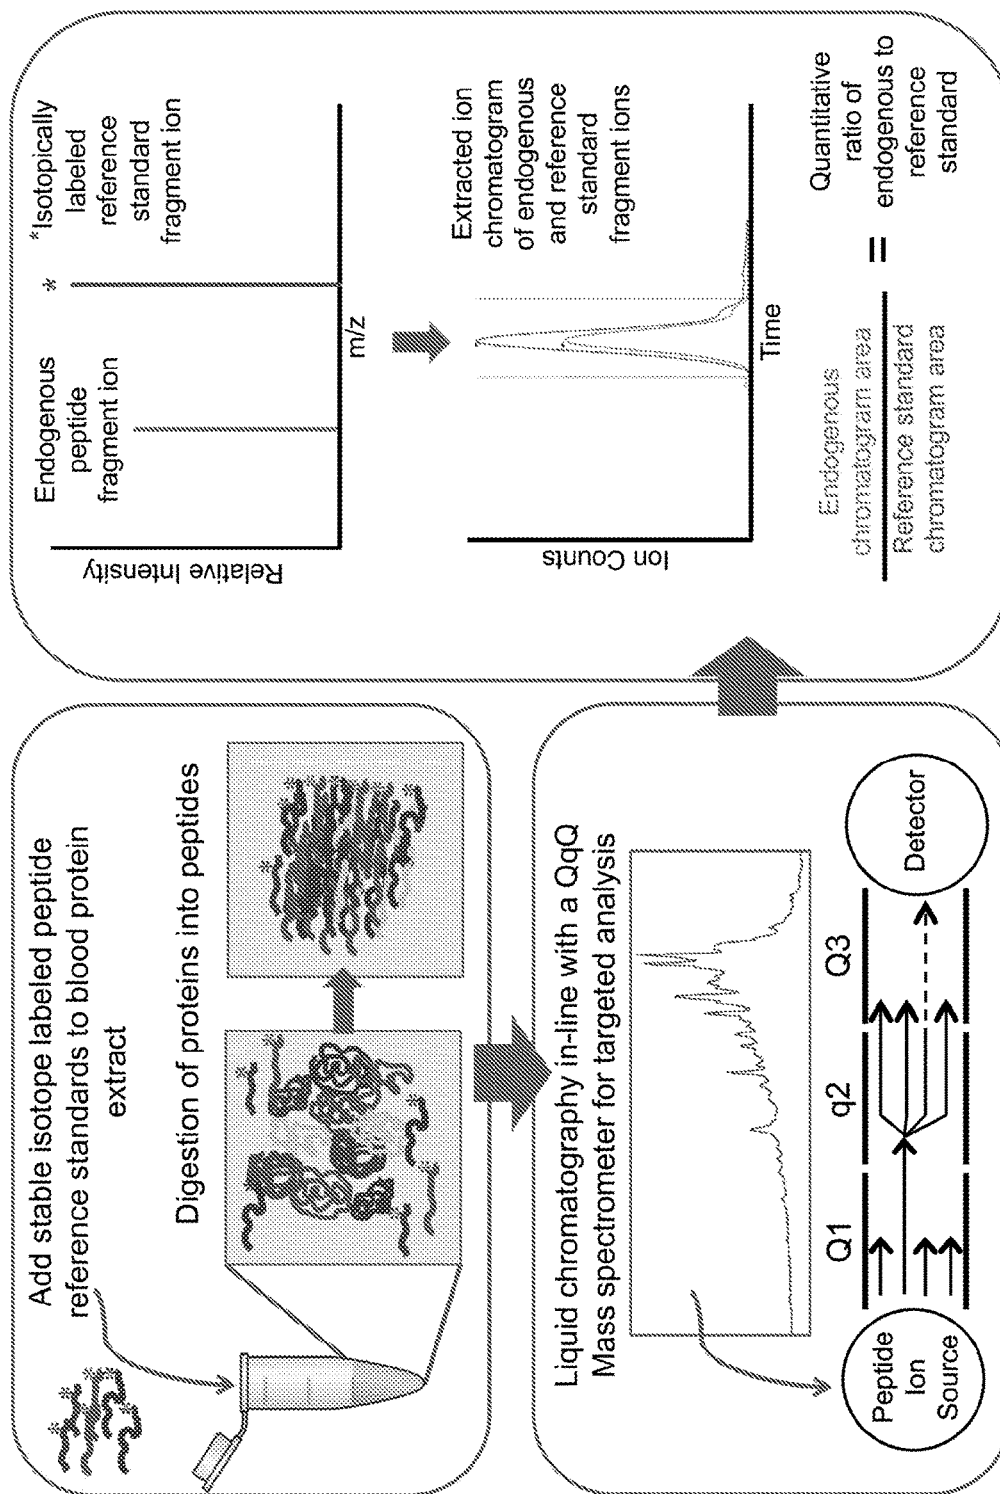 Add stable isotope labeled peptide
reference standards to blood protein
extract
Digestion of proteins into peptides
Liquid chromatography in-line with a QqQ
Mass spectrometer for targeted analysis
Q1
q2
Q3
Peptide
Ion
Source
Detector
Relative Intensity
Endogenous
peptide
fragment ion
*
*Isotopically
labeled
reference
standard
fragment ion
m/z
Ion Counts
Extracted ion
chromatogram
of endogenous
and reference
standard
fragment ions
Time
Endogenous
chromatogram area
Reference standard
chromatogram area
=
Quantitative
ratio of
endogenous to
reference
standard